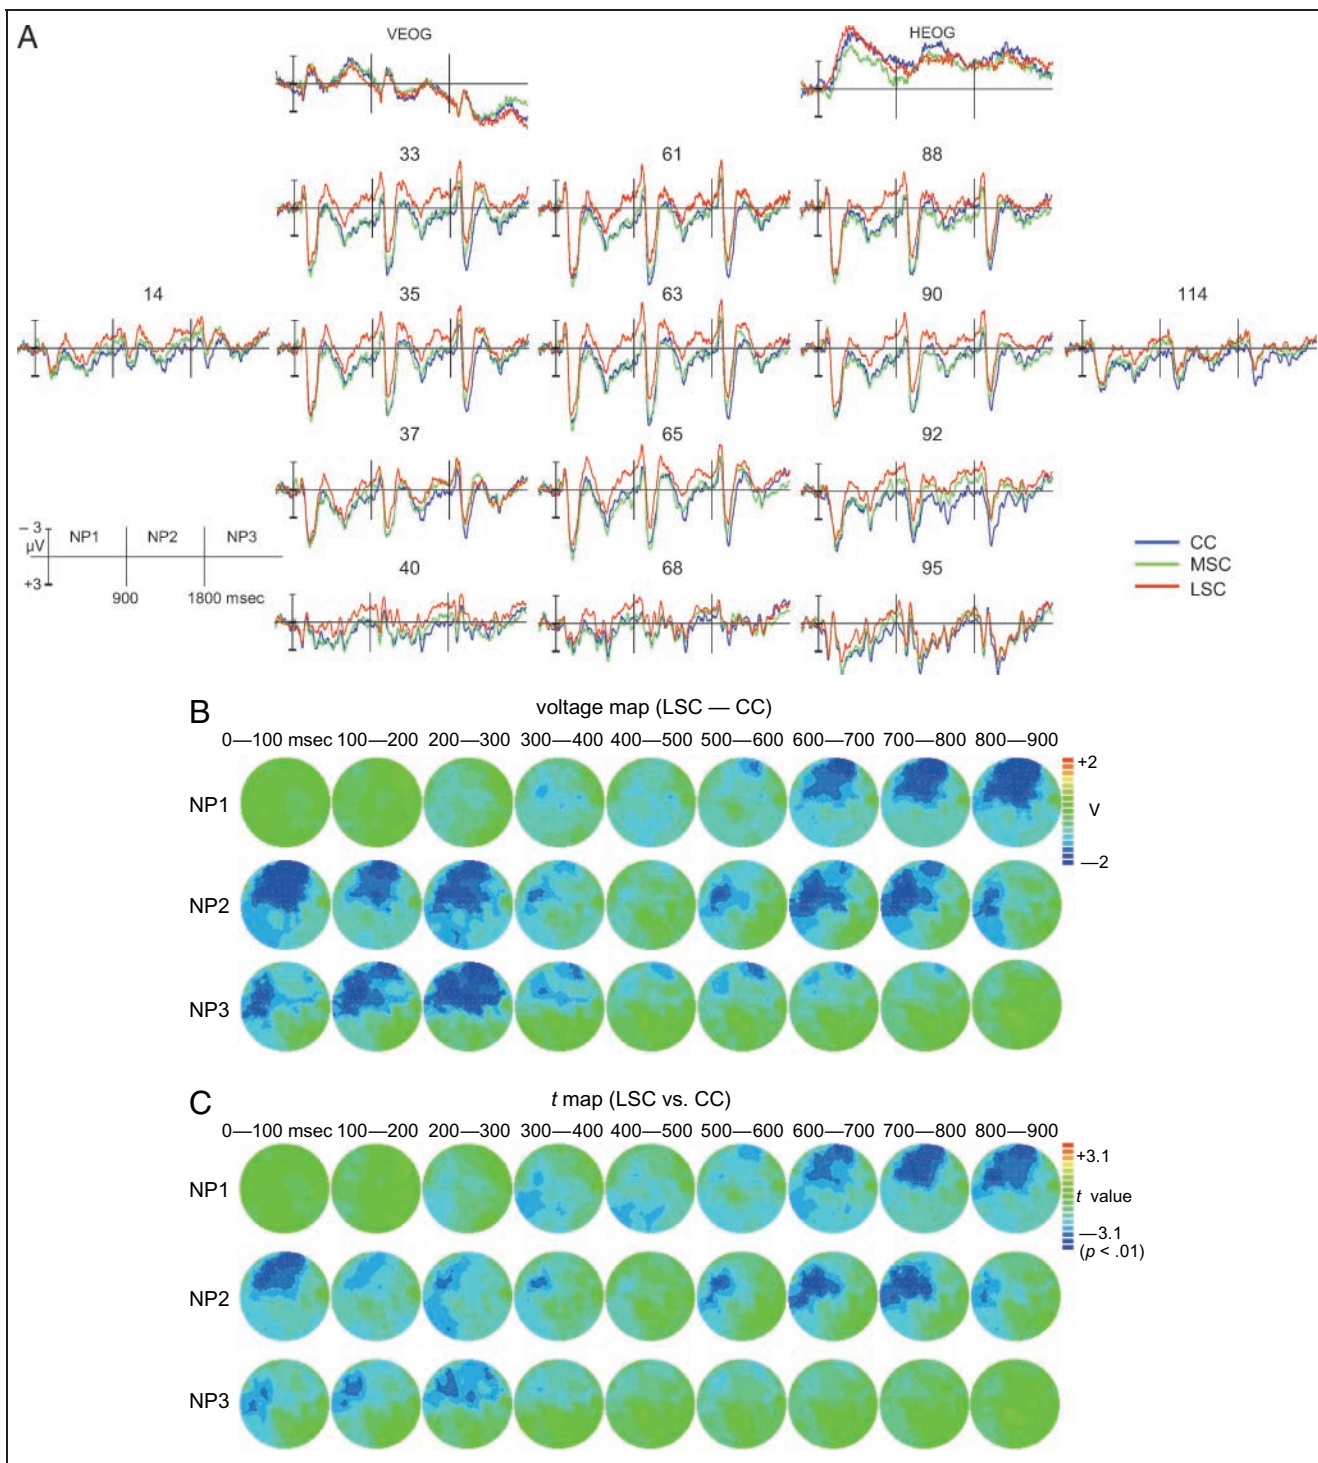 A
VEOG
HEOG
33
61
88
14
35
63
90
114
37
65
92
– 3
µV
+3
NP1
NP2
NP3
900
1800 msec
CC
MSC
LSC
40
68
95
B
voltage map (LSC — CC)
0—100 msec 100—200 200—300 300—400 400—500 500—600 600—700 700—800 800—900
NP1
NP2
NP3
+2
V
—2
C
t map (LSC vs. CC)
0—100 msec 100—200 200—300 300—400 400—500 500—600 600—700 700—800 800—900
NP1
NP2
NP3
+3.1
t value
—3.1
(p < .01)